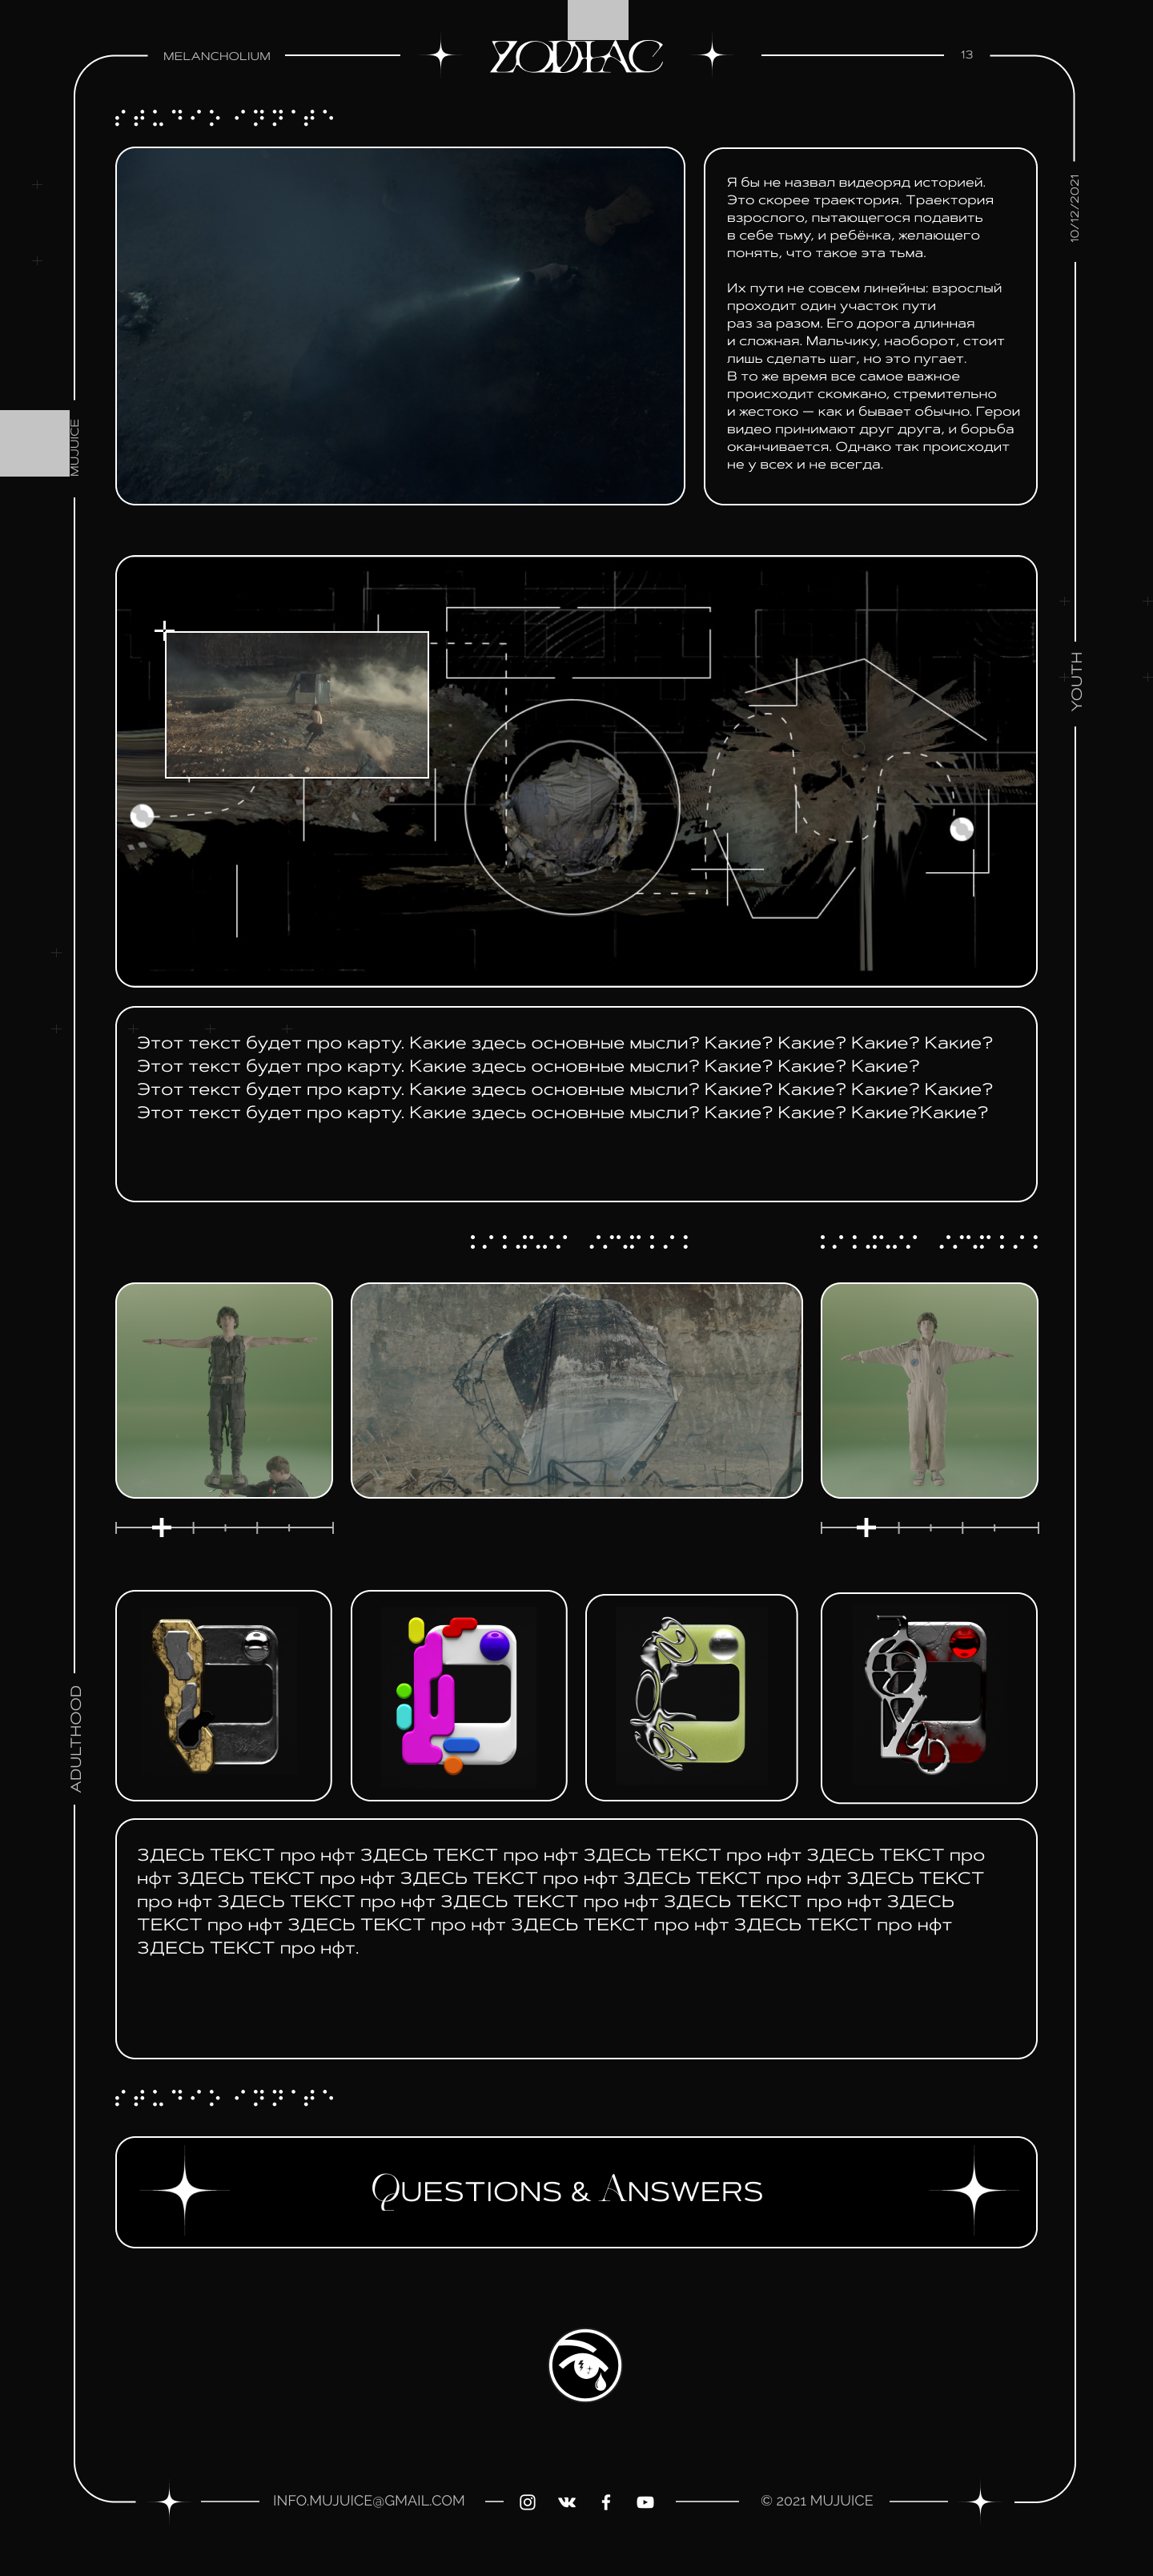 MELANCHOLIUM
ZODIAC
13
10/12/2021
Я бы не назвал видеоряд историей.
Это скорее траектория. Траектория
взрослого, пытающегося подавить
в себе тьму, и ребёнка, желающего
понять, что такое эта тьма.
Их пути не совсем линейны: взрослый
проходит один участок пути
раз за разом. Его дорога длинная
и сложная. Мальчику, наоборот, стоит
лишь сделать шаг, но это пугает.
В то же время все самое важное
происходит скомкано, стремительно
и жестоко — как и бывает обычно. Герои
видео принимают друг друга, и борьба
оканчивается. Однако так происходит
не у всех и не всегда.
MUJUICE
YOUTH
Этот текст будет про карту. Какие здесь основные мысли? Какие? Какие? Какие? Какие?
Этот текст будет про карту. Какие здесь основные мысли? Какие? Какие? Какие?
Этот текст будет про карту. Какие здесь основные мысли? Какие? Какие? Какие? Какие?
Этот текст будет про карту. Какие здесь основные мысли? Какие? Какие? Какие?Какие?
ADULTHOOD
ЗДЕСЬ ТЕКСТ про нфт ЗДЕСЬ ТЕКСТ про нфт ЗДЕСЬ ТЕКСТ про нфт ЗДЕСЬ ТЕКСТ про
нфт ЗДЕСЬ ТЕКСТ про нфт ЗДЕСЬ ТЕКСТ про нфт ЗДЕСЬ ТЕКСТ про нфт ЗДЕСЬ ТЕКСТ
про нфт ЗДЕСЬ ТЕКСТ про нфт ЗДЕСЬ ТЕКСТ про нфт ЗДЕСЬ ТЕКСТ про нфт ЗДЕСЬ
ТЕКСТ про нфт ЗДЕСЬ ТЕКСТ про нфт ЗДЕСЬ ТЕКСТ про нфт ЗДЕСЬ ТЕКСТ про нфт
ЗДЕСЬ ТЕКСТ про нфт.
QUESTIONS & ANSWERS
INFO.MUJUICE@GMAIL.COM
© 2021 MUJUICE